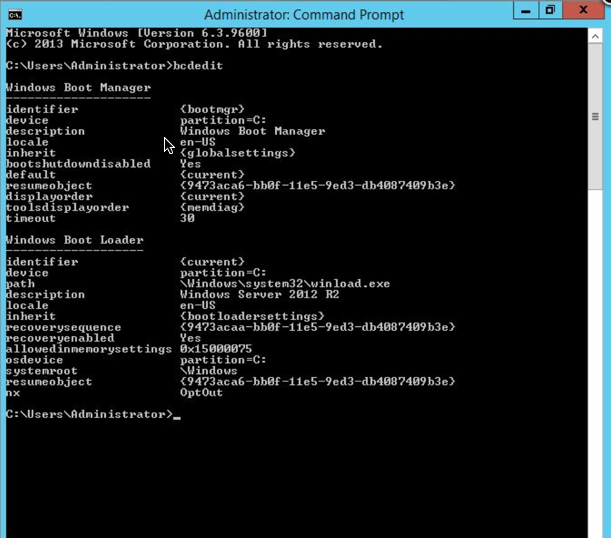 Administrator: Command Prompt
Microsoft Windows [Version 6.3.9600]
(c) 2013 Microsoft Corporation. All rights reserved.
C:\Users\Administrator>bcdedit
Windows Boot Manager
--------------------
identifier {bootmgr}
device partition=C:
description Windows Boot Manager
locale en-US
inherit {globalsettings}
bootshutdowndisabled Yes
default {current}
resumeobject {9473aca6-bb0f-11e5-9ed3-db4087409b3e}
displayorder {current}
toolsdisplayorder {memdiag}
timeout 30
Windows Boot Loader
-------------------
identifier {current}
device partition=C:
path \Windows\system32\winload.exe
description Windows Server 2012 R2
locale en-US
inherit {bootloadersettings}
recoverysequence {9473aca6-bb0f-11e5-9ed3-db4087409b3e}
recoveryenabled Yes
allowedinmemorysettings 0x15000075
osdevice partition=C:
systemroot \Windows
resumeobject {9473aca6-bb0f-11e5-9ed3-db4087409b3e}
nx OptOut
C:\Users\Administrator>_